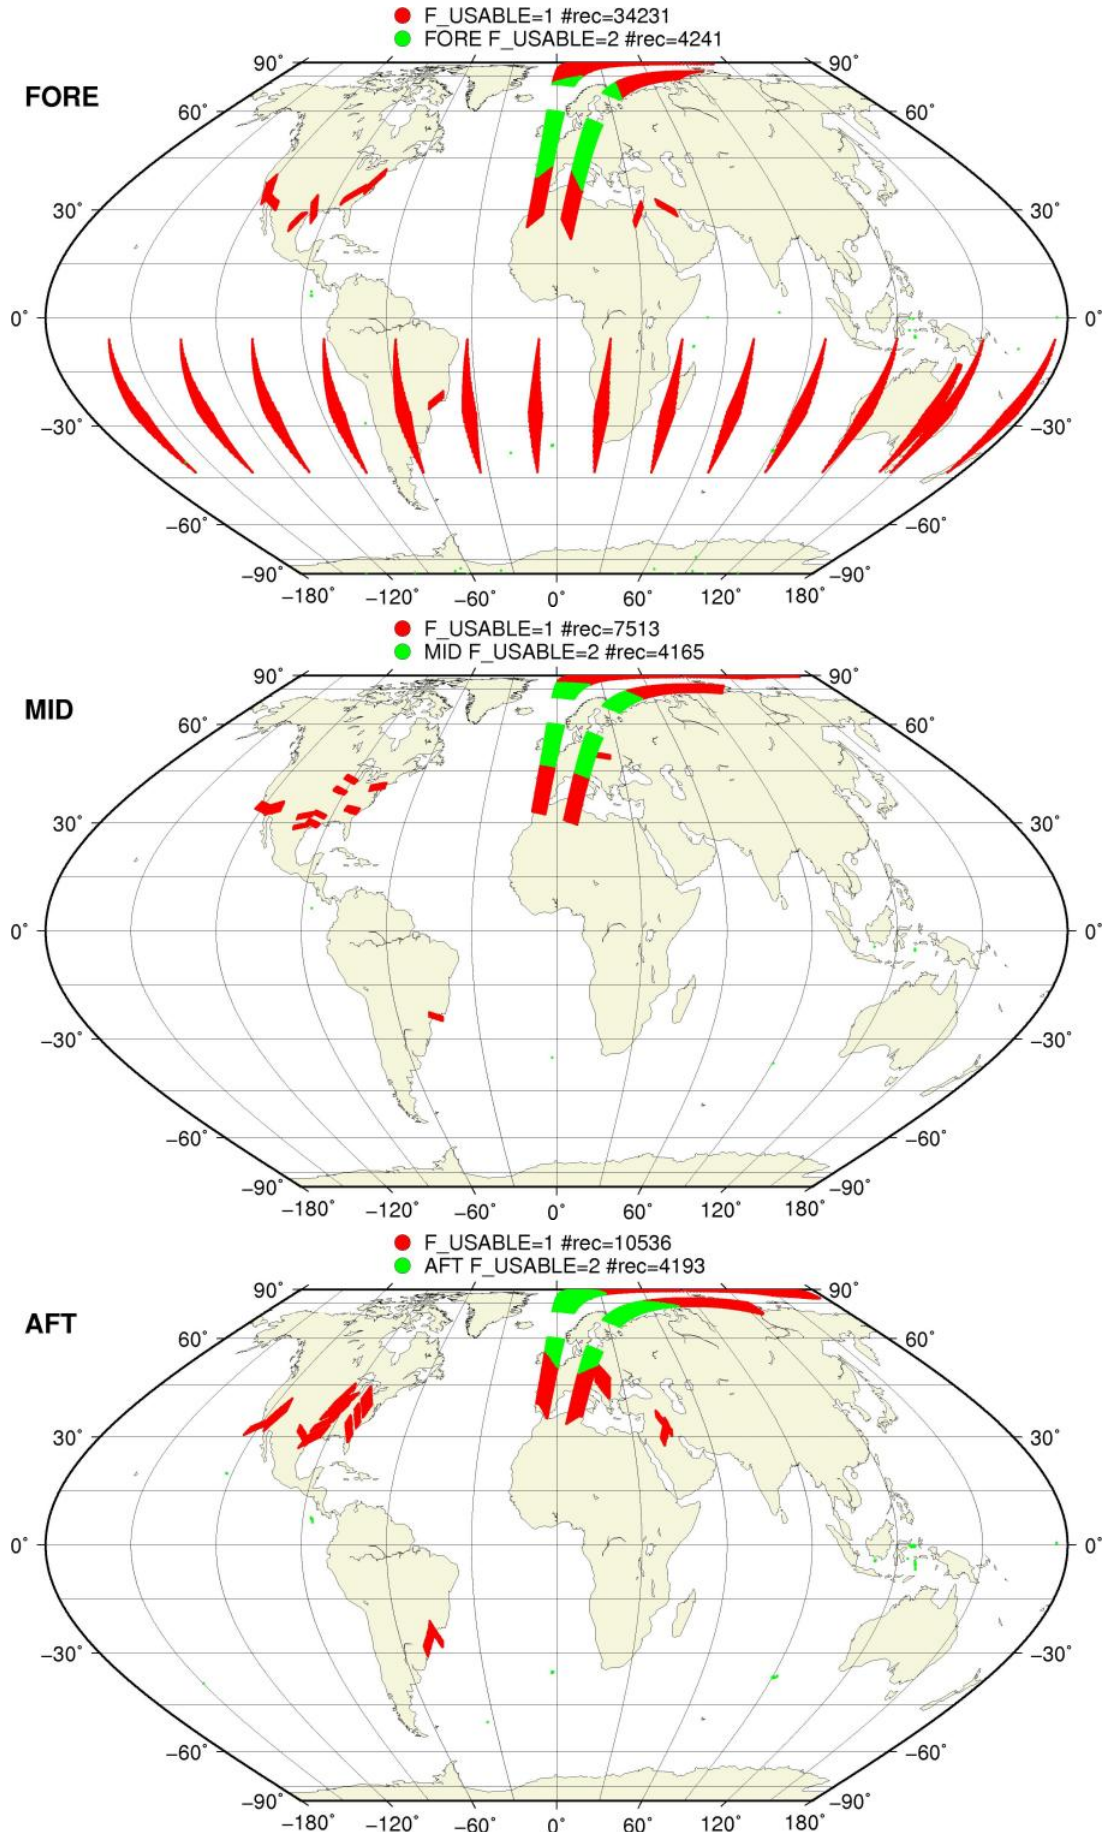 F_USABLE=1 #rec=34231
FORE F_USABLE=2 #rec=4241
FORE
90° 90°
60° 60°
30° 30°
0° 0°
−30° −30°
−60° −60°
−90° −90°
−180° −120° −60° 0° 60° 120° 180°
F_USABLE=1 #rec=7513
MID F_USABLE=2 #rec=4165
MID
90° 90°
60° 60°
30° 30°
0° 0°
−30° −30°
−60° −60°
−90° −90°
−180° −120° −60° 0° 60° 120° 180°
F_USABLE=1 #rec=10536
AFT F_USABLE=2 #rec=4193
AFT
90° 90°
60° 60°
30° 30°
0° 0°
−30° −30°
−60° −60°
−90° −90°
−180° −120° −60° 0° 60° 120° 180°